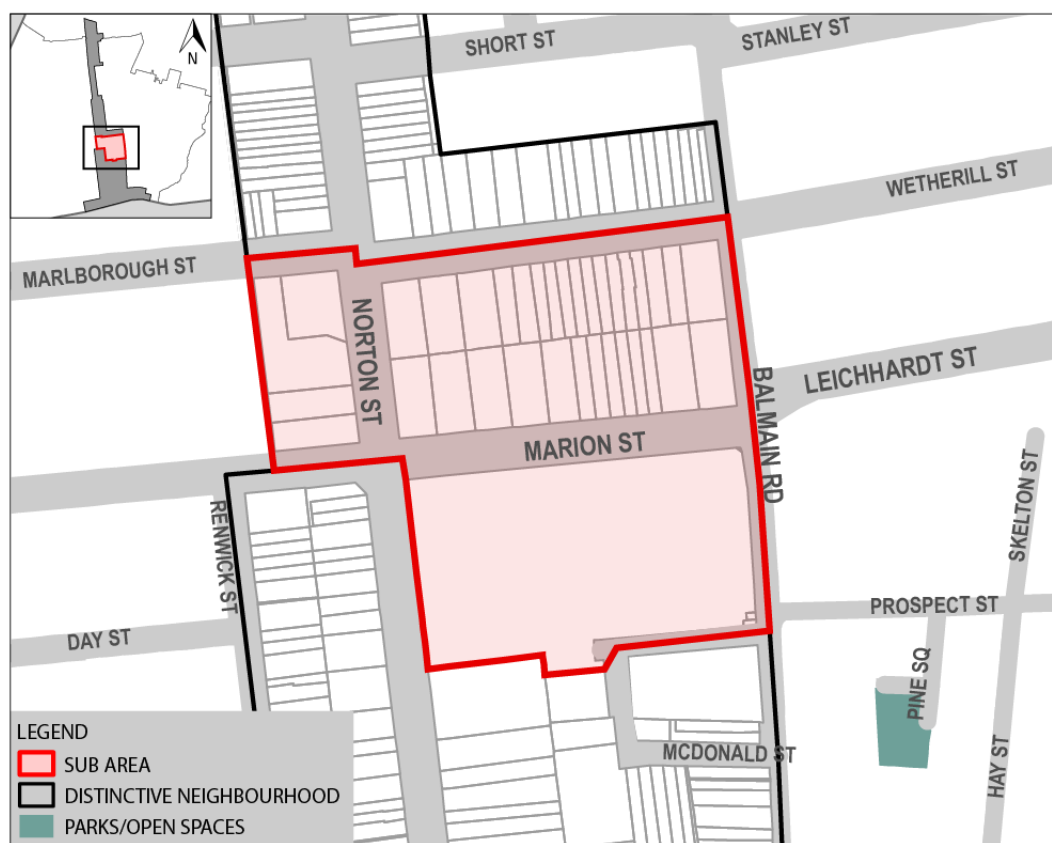 N
SHORT ST
STANLEY ST
WETHERILL ST
MARLBOROUGH ST
NORTON ST
BALMAIN RD
LEICHHARDT ST
MARION ST
RENWICK ST
SKELTON ST
PROSPECT ST
DAY ST
PINE SQ
HAY ST
MCDONALD ST
LEGEND
SUB AREA
DISTINCTIVE NEIGHBOURHOOD
PARKS/OPEN SPACES